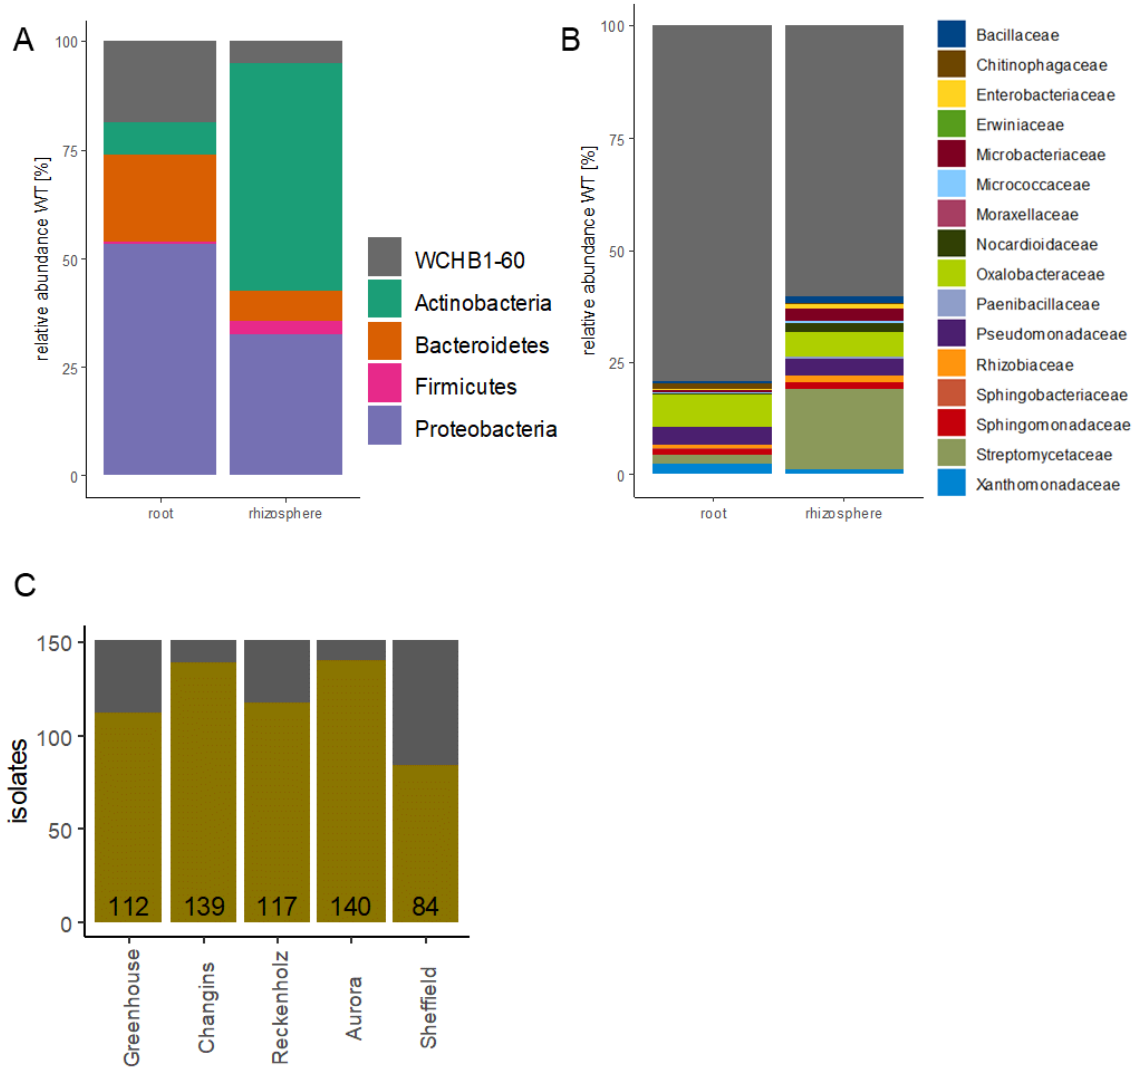 A
relative abundance WT [%]
100
75
50
25
0
root
rhizosphere
WCHB1-60
Actinobacteria
Bacteroidetes
Firmicutes
Proteobacteria
B
relative abundance WT [%]
100
75
50
25
0
root
rhizosphere
Bacillaceae
Chitinophagaceae
Enterobacteriaceae
Erwiniaceae
Microbacteriaceae
Micrococcaceae
Moraxellaceae
Nocardioidaceae
Oxalobacteraceae
Paenibacillaceae
Pseudomonadaceae
Rhizobiaceae
Sphingobacteriaceae
Sphingomonadaceae
Streptomycetaceae
Xanthomonadaceae
C
isolates
150
100
50
0
112
139
117
140
84
Greenhouse
Changins
Reckenholz
Aurora
Sheffield